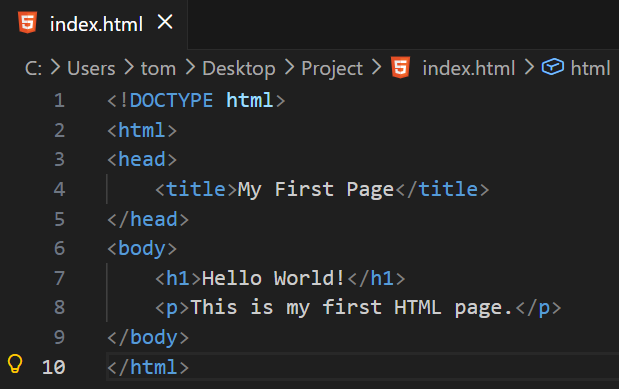 index.html
C: > Users > tom > Desktop > Project > index.html > html
1 <!DOCTYPE html>
2 <html>
3 <head>
4     <title>My First Page</title>
5 </head>
6 <body>
7     <h1>Hello World!</h1>
8     <p>This is my first HTML page.</p>
9 </body>
10 </html>